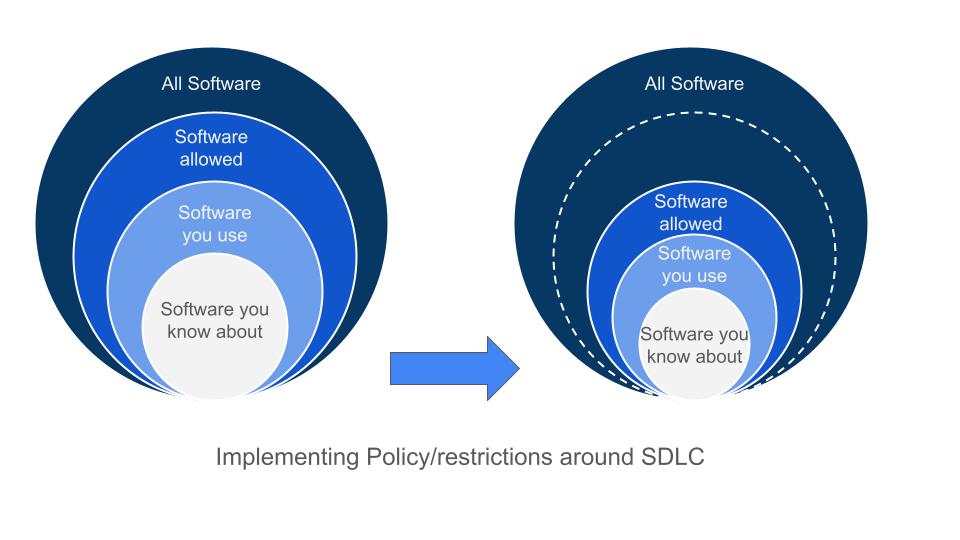 All Software
Software
allowed
Software
you use
Software you
know about
All Software
Software
allowed
Software
you use
Software you
know about
Implementing Policy/restrictions around SDLC